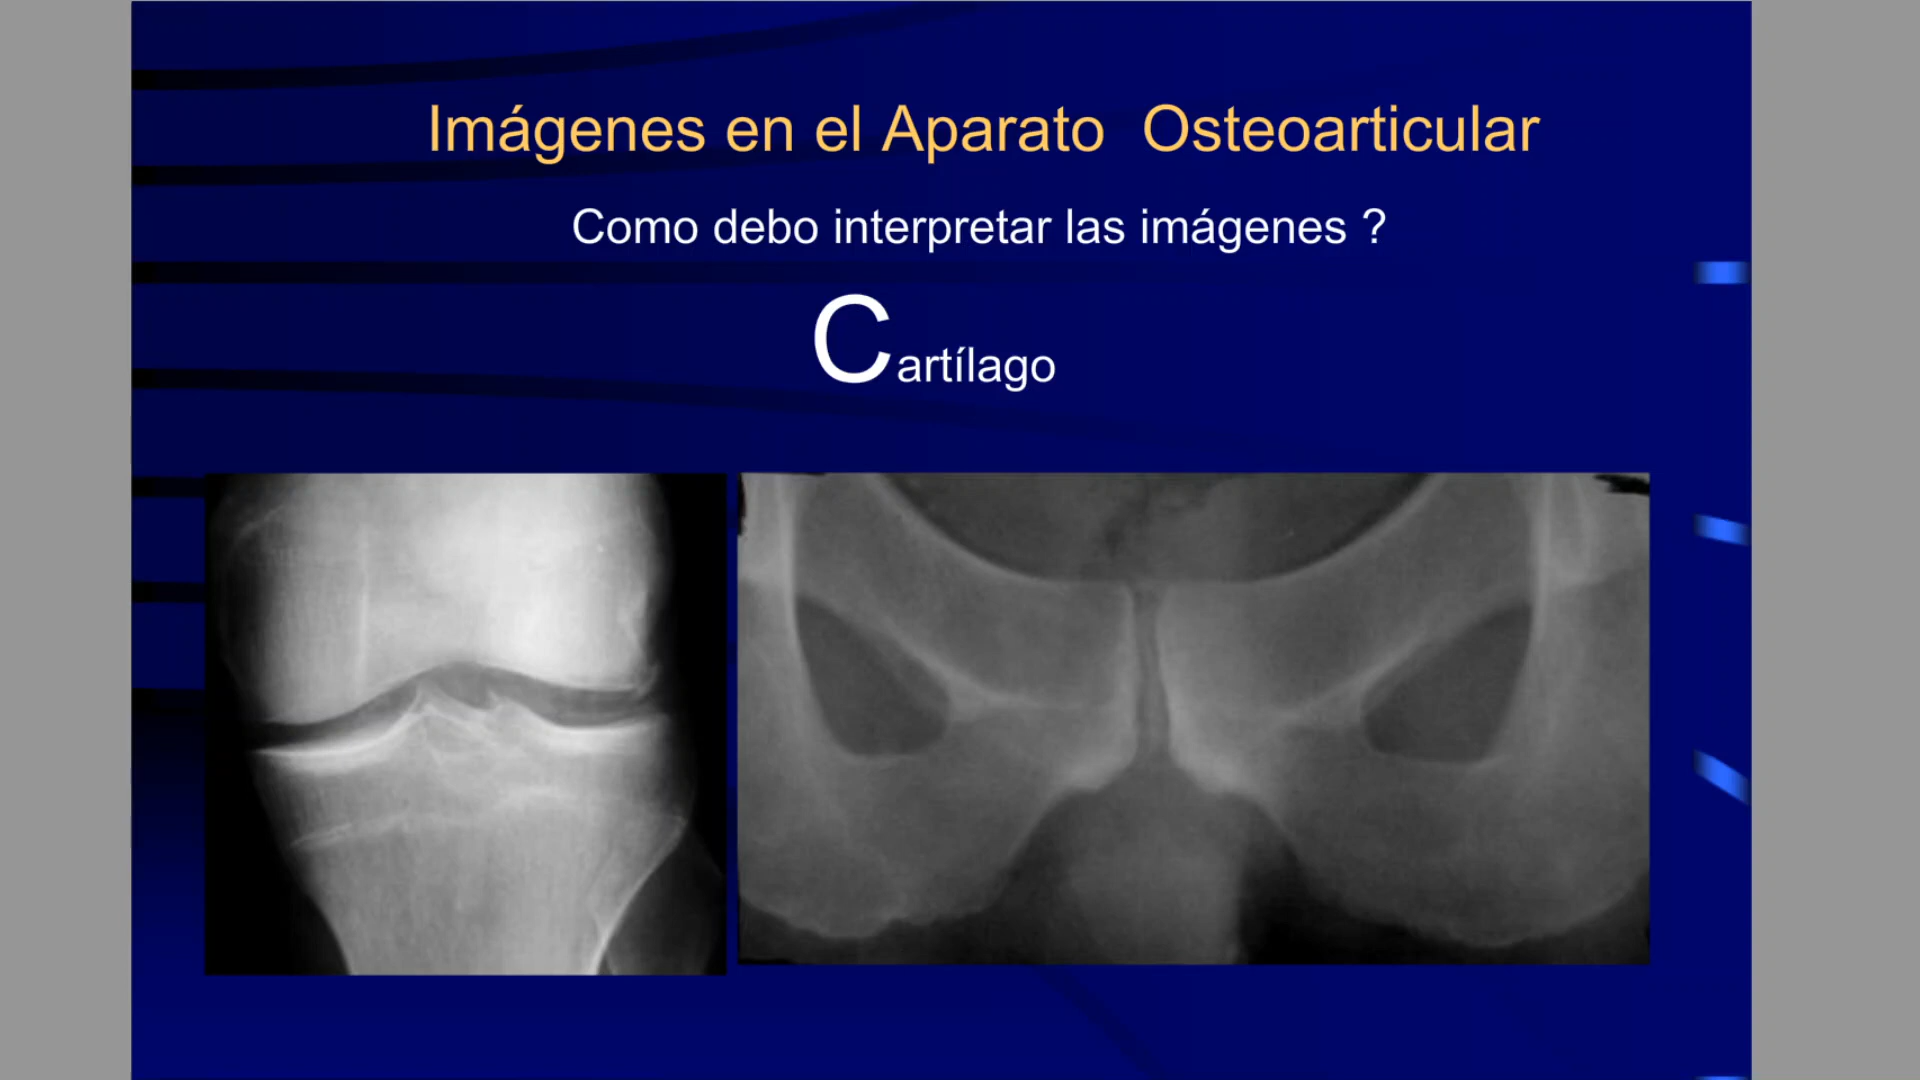 Imágenes en el Aparato Osteoarticular
Como debo interpretar las imágenes ?
Cartílago